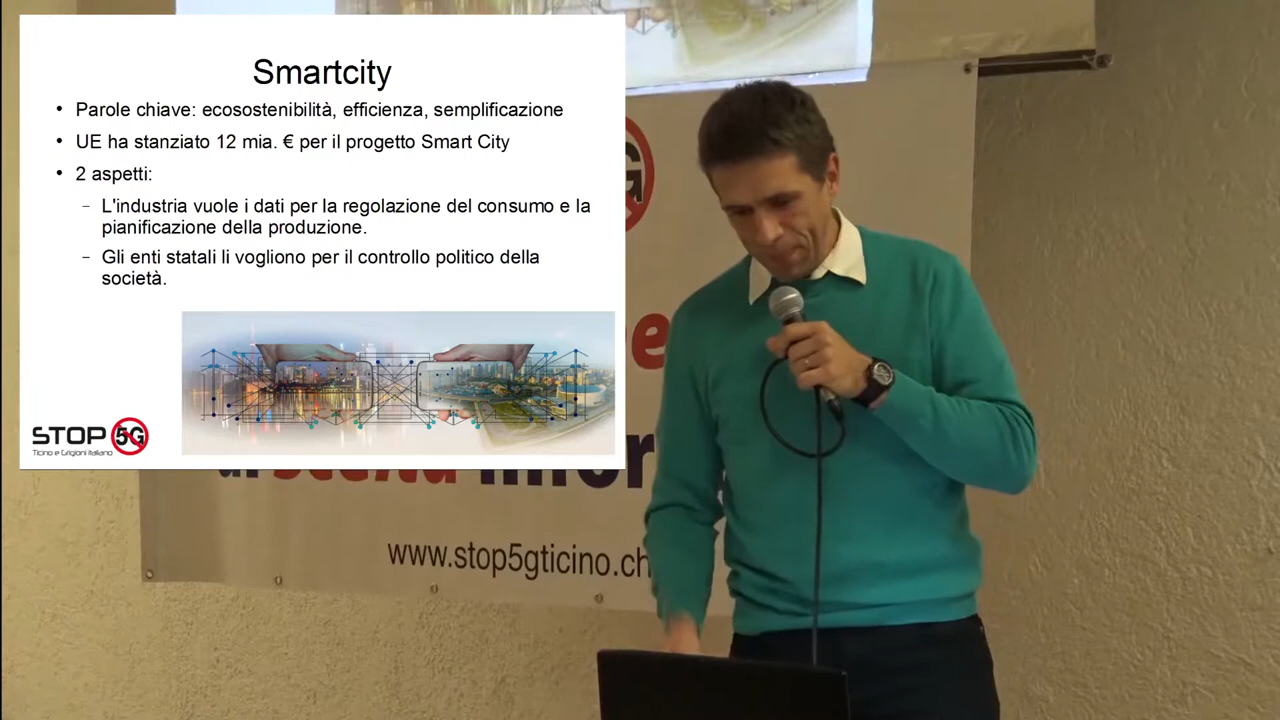 Smartcity
• Parole chiave: ecosostenibilità, efficienza, semplificazione
• UE ha stanziato 12 mia. € per il progetto Smart City
• 2 aspetti:
– L'industria vuole i dati per la regolazione del consumo e la
pianificazione della produzione.
– Gli enti statali li vogliono per il controllo politico della
società.
STOP 5G
Ticino e Grigioni italiano
www.stop5gticino.ch